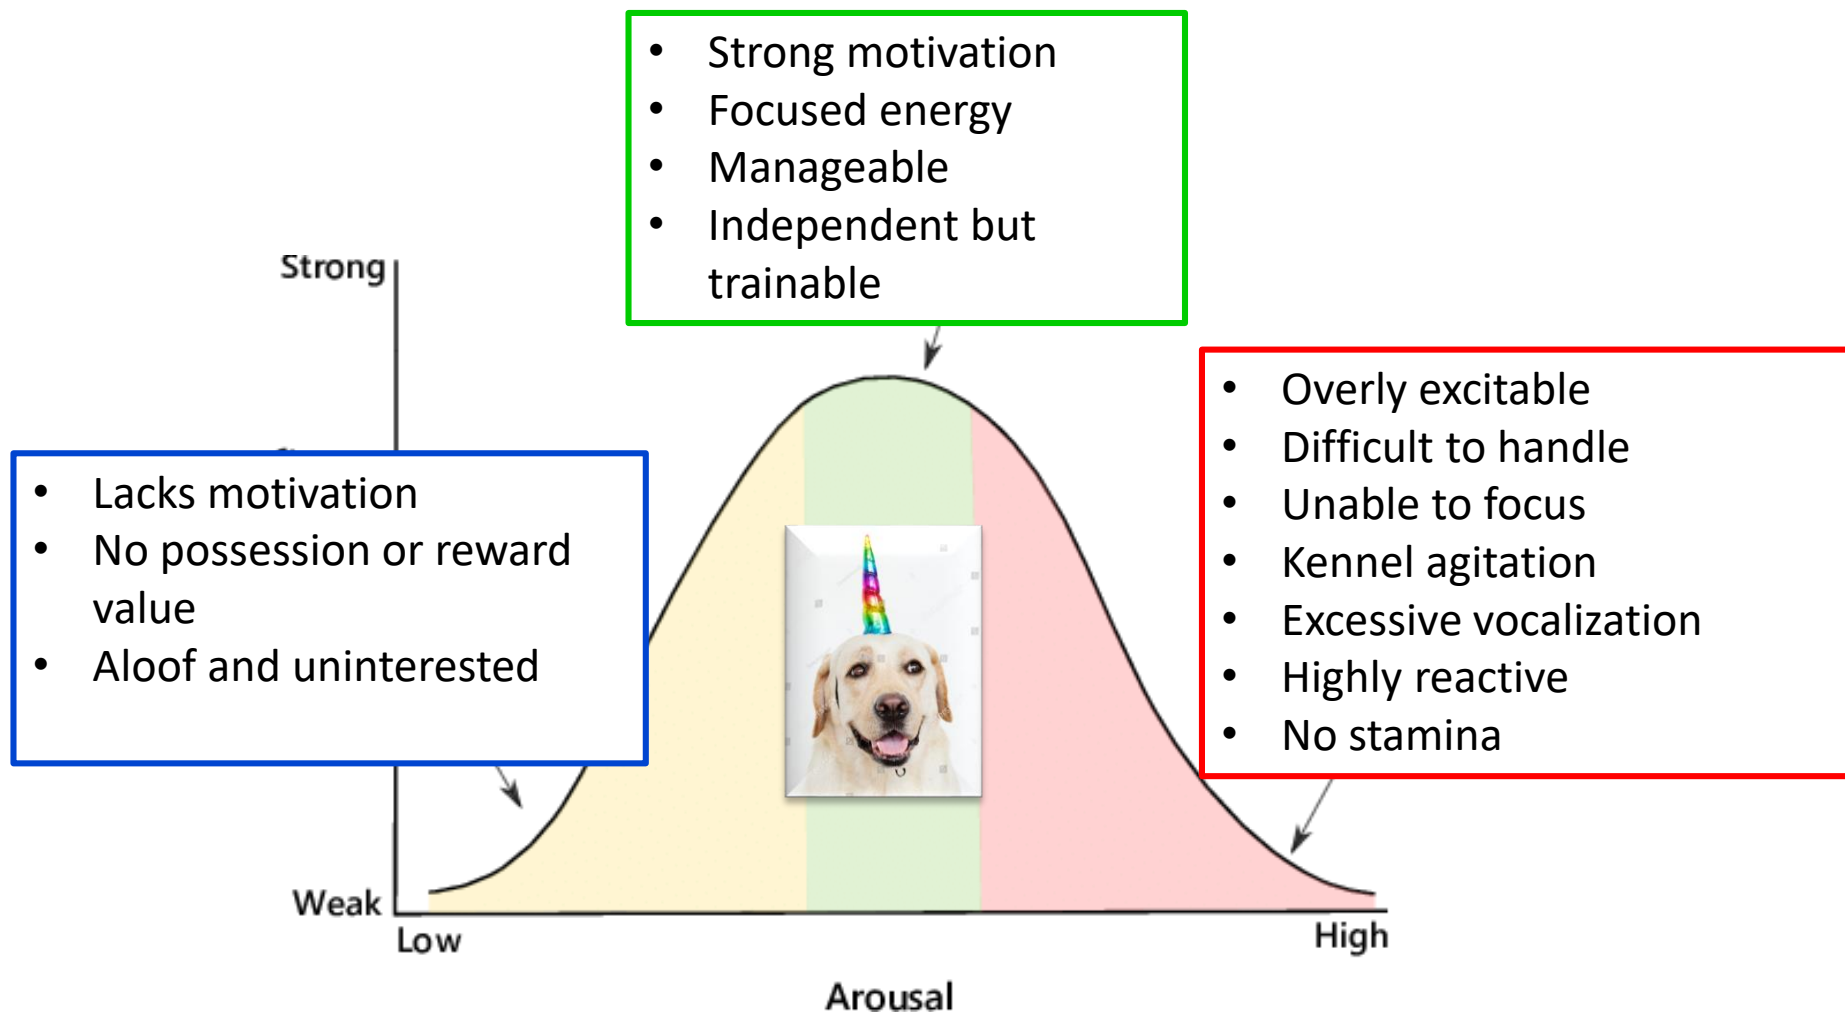 • Strong motivation
• Focused energy
• Manageable
• Independent but
trainable
Strong
• Overly excitable
• Difficult to handle
• Unable to focus
• Kennel agitation
• Excessive vocalization
• Highly reactive
• No stamina
• Lacks motivation
• No possession or reward
value
• Aloof and uninterested
Weak
Low
High
Arousal